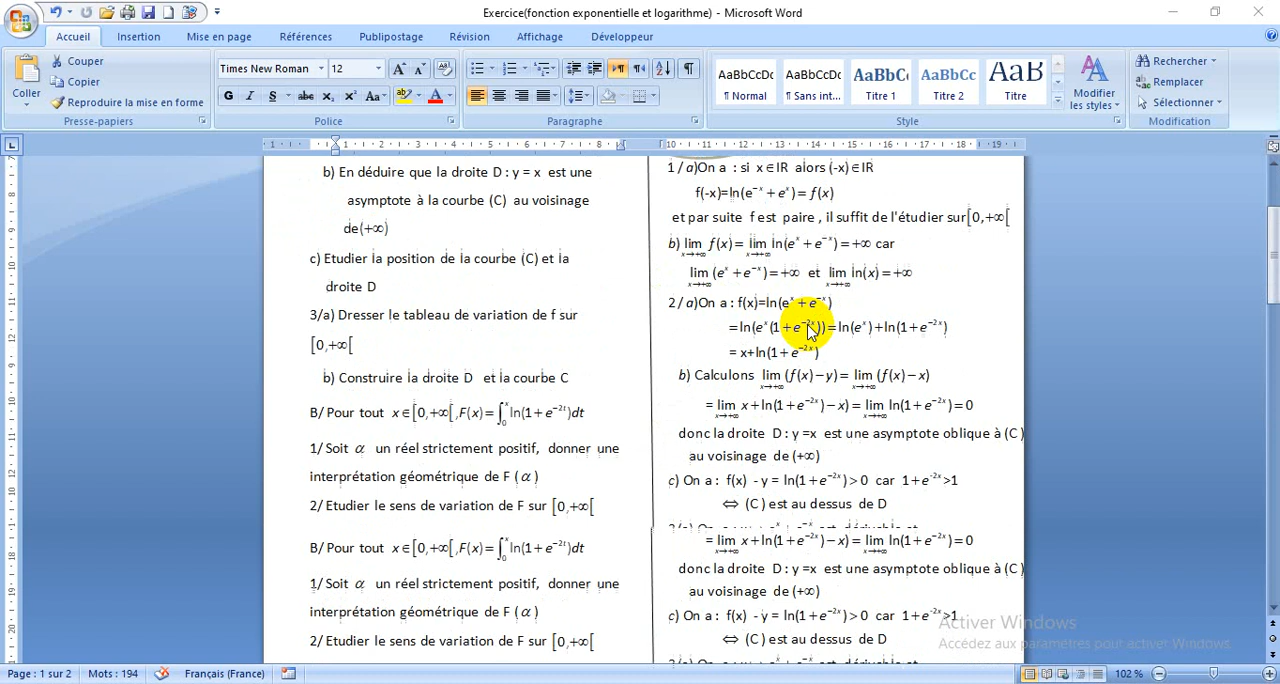 Exercice(fonction exponentielle et logarithme) - Microsoft Word
Accueil Insertion Mise en page Références Publipostage Révision Affichage Développeur
Coller
Couper
Copier
Reproduire la mise en forme
Presse-papiers
Times New Roman 12
G I S abc X₂ X² Aa
Police
Paragraphe
AaBbCcDc AaBbCcDc AaBbC AaBbCc AaB
¶ Normal ¶ Sans int... Titre 1 Titre 2 Titre
Style
Modifier les styles
Rechercher
Remplacer
Sélectionner
Modification
b) En déduire que la droite D : y = x est une
asymptote à la courbe (C) au voisinage
de(+∞)
c) Etudier la position de la courbe (C) et la
droite D
3/a) Dresser le tableau de variation de f sur
[0,+∞[
b) Construire la droite D et la courbe C
B/ Pour tout x∈[0,+∞[ ,F(x)=∫₀ˣ ln(1+e⁻²ᵗ)dt
1/ Soit α un réel strictement positif, donner une
interprétation géométrique de F (α)
2/ Etudier le sens de variation de F sur [0,+∞[
B/ Pour tout x∈[0,+∞[ ,F(x)=∫₀ˣ ln(1+e⁻²ᵗ)dt
1/ Soit α un réel strictement positif, donner une
interprétation géométrique de F (α)
2/ Etudier le sens de variation de F sur [0,+∞[
1/a)On a : si x∈IR alors (-x)∈IR
f(-x)=ln(e⁻ˣ + eˣ)= f(x)
et par suite f est paire , il suffit de l'étudier sur[0,+∞[
b) lim x→+∞ f(x)= lim x→+∞ ln(eˣ + e⁻ˣ)=+∞ car
lim x→+∞ (eˣ + e⁻ˣ)=+∞ et lim x→+∞ ln(x)=+∞
2/a)On a : f(x)=ln(eˣ + e⁻ˣ)
=ln(eˣ(1+e⁻²ˣ))=ln(eˣ)+ln(1+e⁻²ˣ)
= x+ln(1+e⁻²ˣ)
b) Calculons lim x→+∞ (f(x)−y)= lim x→+∞ (f(x)−x)
= lim x→+∞ x+ln(1+e⁻²ˣ)−x)= lim x→+∞ ln(1+e⁻²ˣ)=0
donc la droite D : y =x est une asymptote oblique à (C )
au voisinage de (+∞)
c) On a : f(x) -y = ln(1+e⁻²ˣ)>0 car 1+e⁻²ˣ>1
⇔ (C ) est au dessus de D
= lim x→+∞ x+ln(1+e⁻²ˣ)−x)= lim x→+∞ ln(1+e⁻²ˣ)=0
donc la droite D : y =x est une asymptote oblique à (C )
au voisinage de (+∞)
c) On a : f(x) -y = ln(1+e⁻²ˣ)>0 car 1+e⁻²ˣ>1
⇔ (C ) est au dessus de D
Activer Windows
Accédez aux paramètres pour activer Windows.
Page : 1 sur 2 Mots : 194 Français (France) 102 %